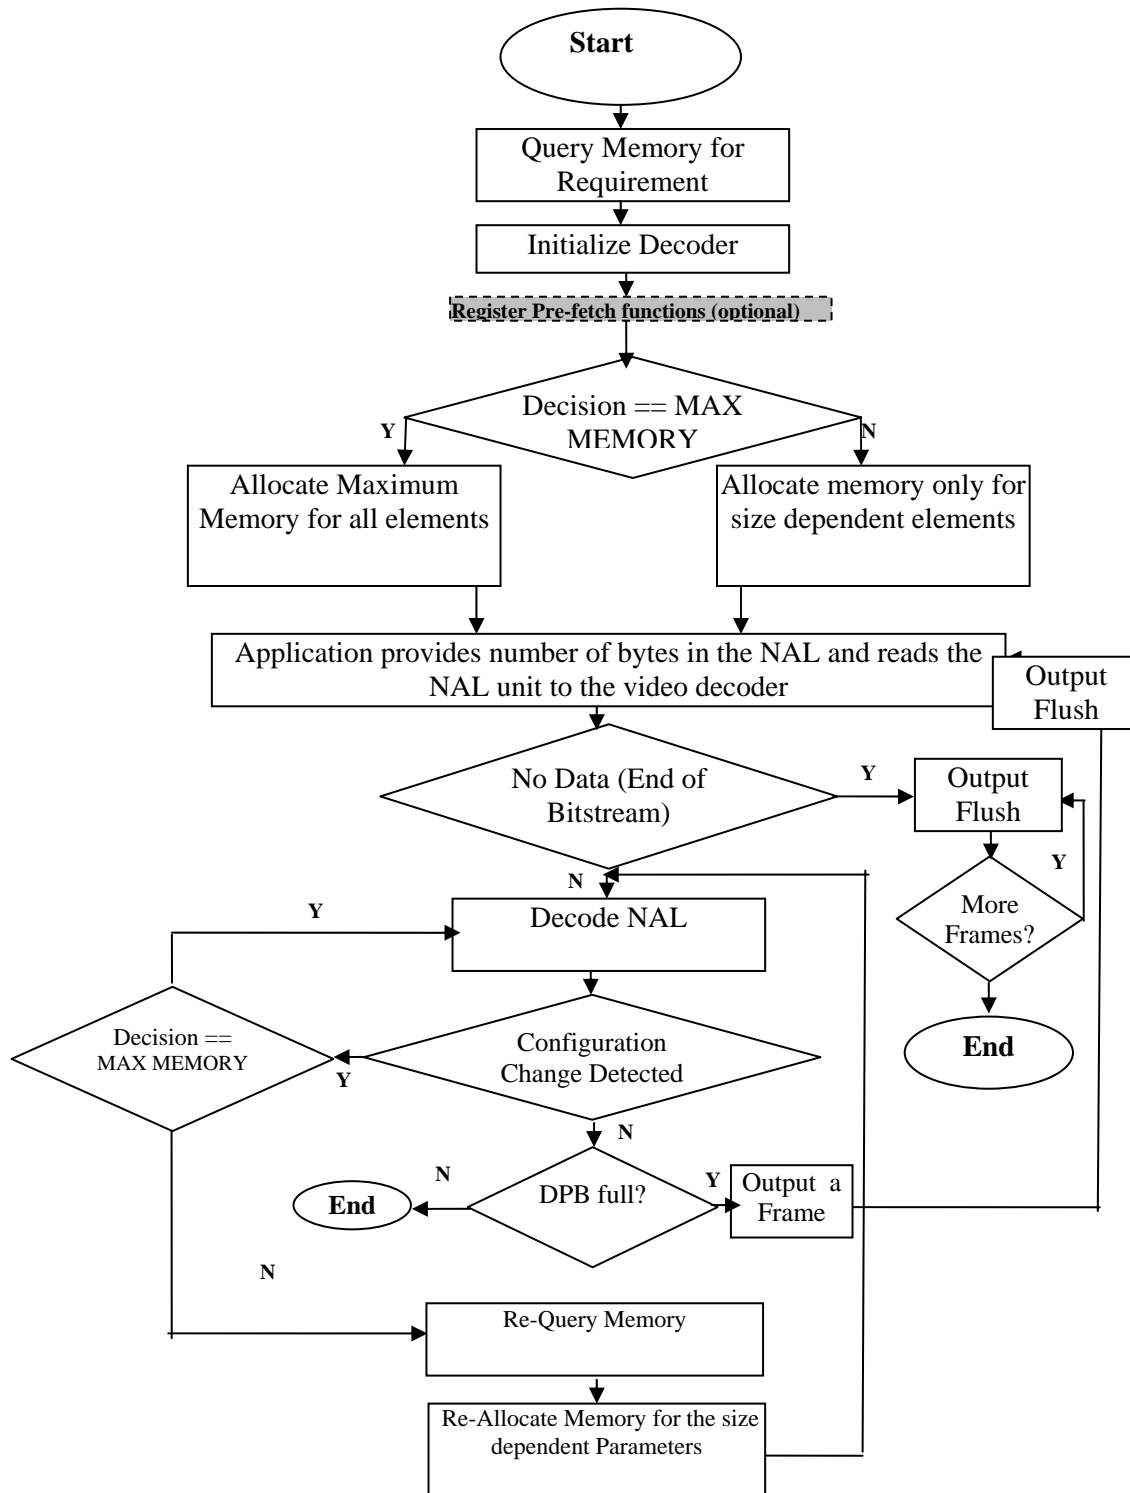 Start
Query Memory for
Requirement
Initialize Decoder
Register Pre-fetch functions (optional)
Decision == MAX
MEMORY
Y
N
Allocate Maximum
Memory for all elements
Allocate memory only for
size dependent elements
Application provides number of bytes in the NAL and reads the
NAL unit to the video decoder
Output
Flush
No Data (End of
Bitstream)
Y
Output
Flush
N
Y
More
Frames?
Y
Decode NAL
Decision ==
MAX MEMORY
Y
Configuration
Change Detected
End
N
N
End
DPB full?
Y
Output a
Frame
N
Re-Query Memory
Re-Allocate Memory for the size
dependent Parameters